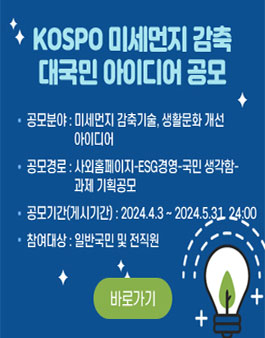 KOSPO 미세먼지 감축
대국민 아이디어 공모
• 공모분야 : 미세먼지 감축기술, 생활문화 개선
아이디어
• 공모경로 : 사외홈페이지-ESG경영-국민 생각함-
과제 기획공모
• 공모기간(게시기간) : 2024.4.3 ~ 2024.5.31. 24:00
• 참여대상 : 일반국민 및 전직원
바로가기